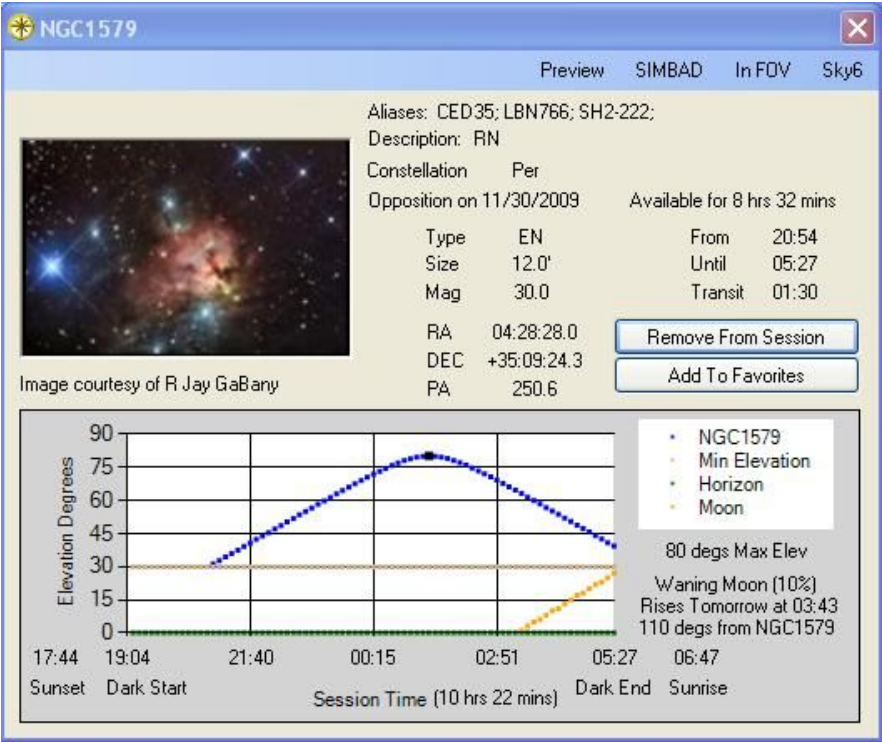 NGC1579
Preview SIMBAD In FOV Sky6
Aliases: CED35; LBN766; SH2-222;
Description: RN
Constellation Per
Opposition on 11/30/2009 Available for 8 hrs 32 mins
Type EN From 20:54
Size 12.0' Until 05:27
Mag 30.0 Transit 01:30
RA 04:28:28.0 Remove From Session
DEC +35:09:24.3
Add To Favorites
Image courtesy of R Jay GaBany PA 250.6
Elevation Degrees
90
75
60
45
30
15
0
NGC1579
Min Elevation
Horizon
Moon
80 degs Max Elev
Waning Moon (10%)
Rises Tomorrow at 03:43
110 degs from NGC1579
17:44 19:04 21:40 00:15 02:51 05:27 06:47
Sunset Dark Start Dark End Sunrise
Session Time (10 hrs 22 mins)